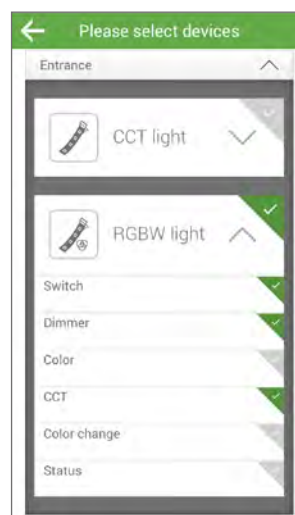 Please select devices
Entrance
CCT light
RGBW light
Switch
Dimmer
Color
CCT
Color change
Status